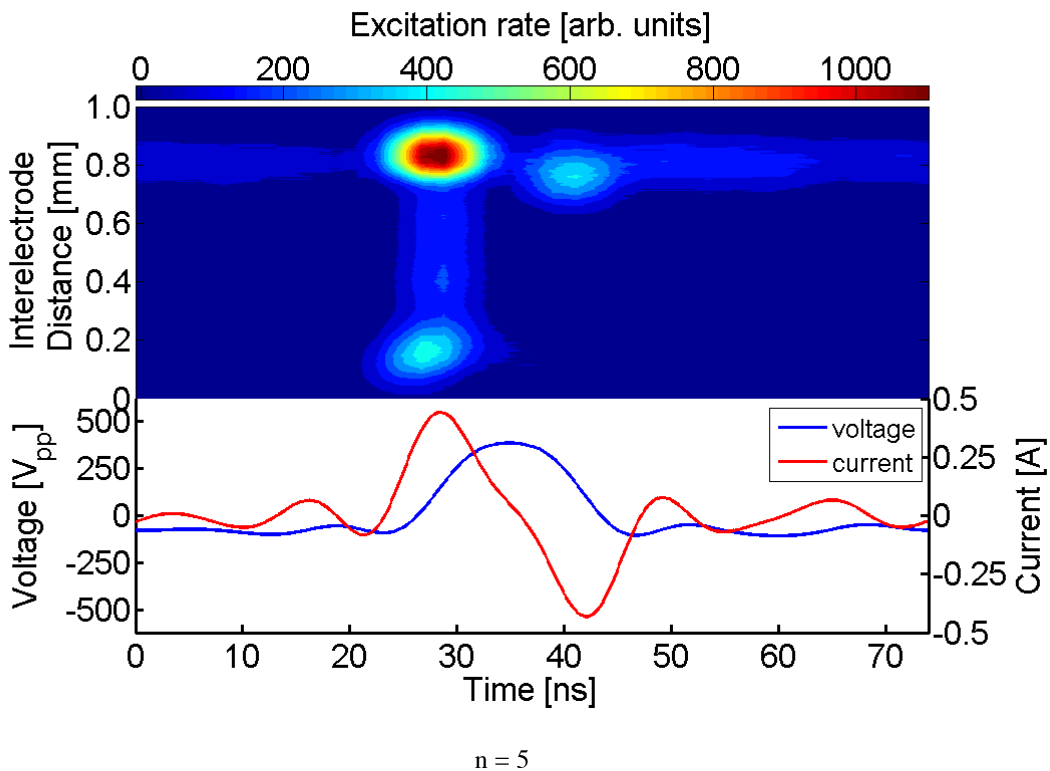 Excitation rate [arb. units]
0 200 400 600 800 1000
Interelectrode
Distance [mm]
1.0
0.8
0.6
0.4
0.2
0
Voltage [Vpp]
500
250
0
-250
-500
voltage
current
0.5
0.25
0
-0.25
-0.5
Current [A]
0 10 20 30 40 50 60 70
Time [ns]
n = 5